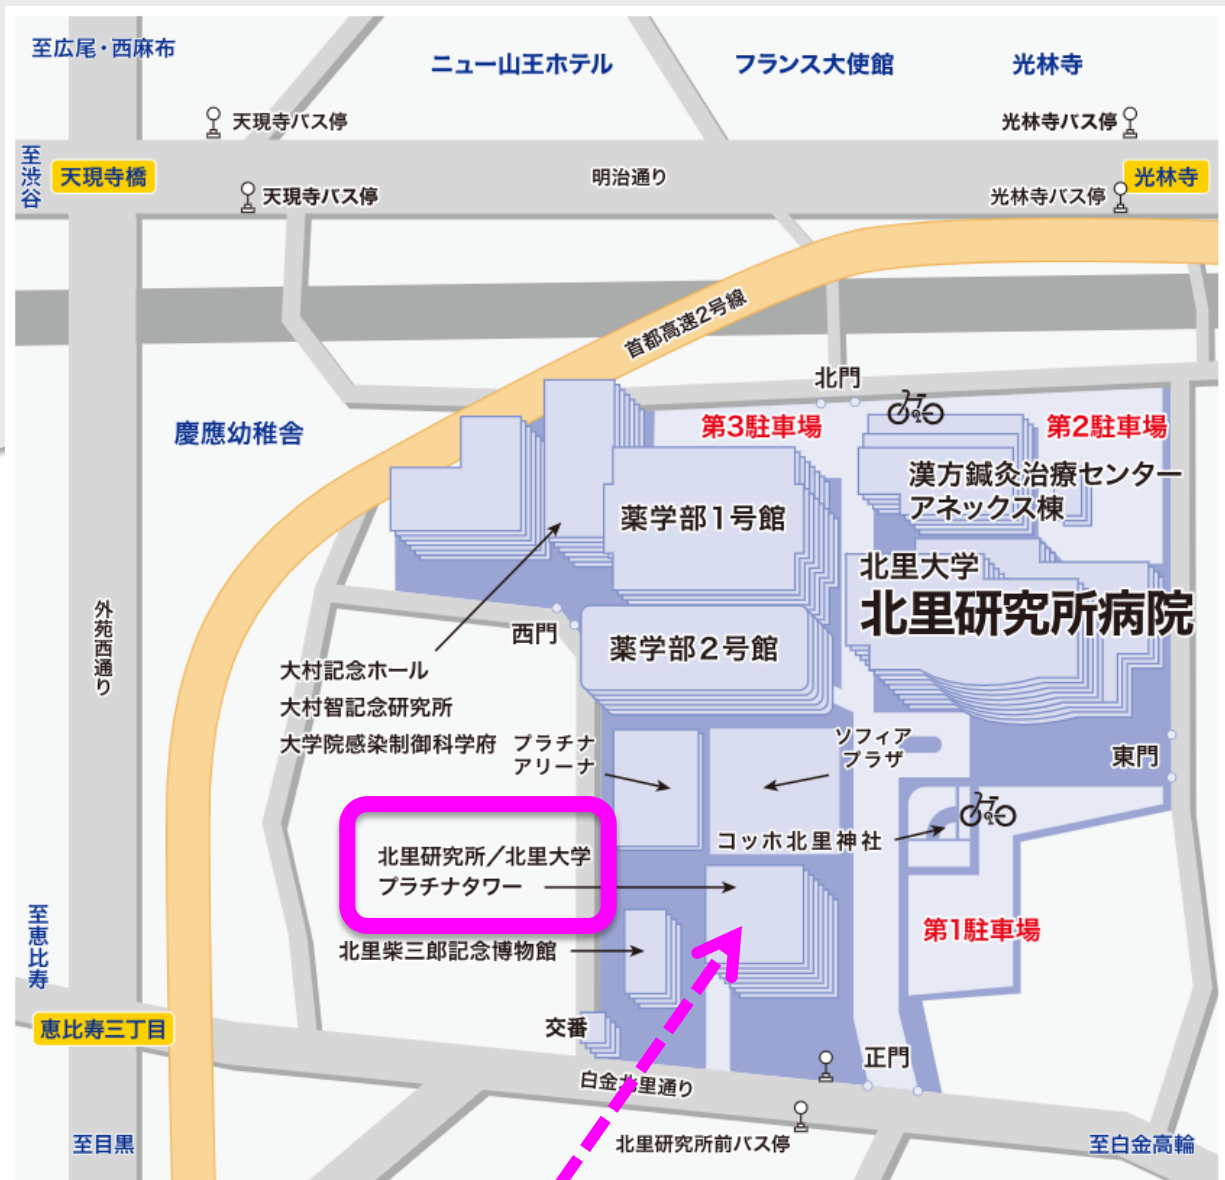 至広尾・西麻布
ニュー山王ホテル
フランス大使館
光林寺
天現寺バス停
光林寺バス停
至渋谷
天現寺橋
明治通り
光林寺
天現寺バス停
光林寺バス停
首都高速2号線
北門
慶應幼稚舎
第3駐車場
第2駐車場
漢方鍼灸治療センター
アネックス棟
薬学部1号館
北里大学
北里研究所病院
外苑西通り
西門
薬学部2号館
大村記念ホール
大村智記念研究所
大学院感染制御科学府
プラチナ
アリーナ
ソフィア
プラザ
東門
コッホ北里神社
北里研究所／北里大学
プラチナタワー
至恵比寿
第1駐車場
北里柴三郎記念博物館
恵比寿三丁目
交番
正門
白金北里通り
至目黒
北里研究所前バス停
至白金高輪